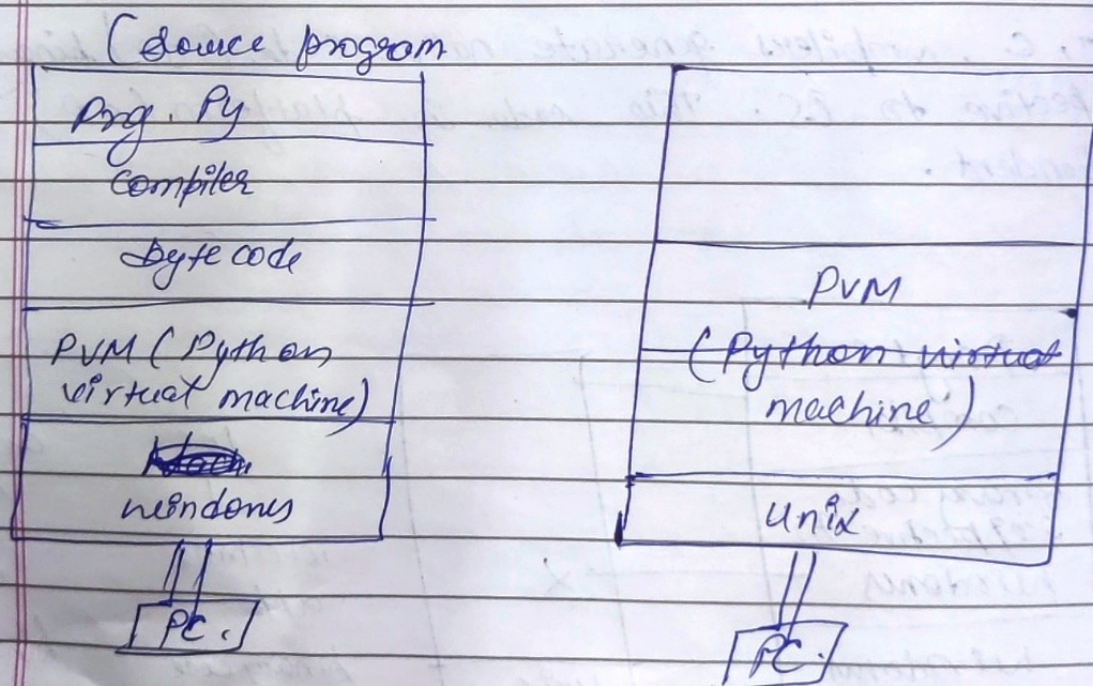 (Source program
Prg. Py
Compiler
byte code
PVM (Python
virtual machine)
windows
PC.
PVM
(Python virtual
machine)
Unix
PC.